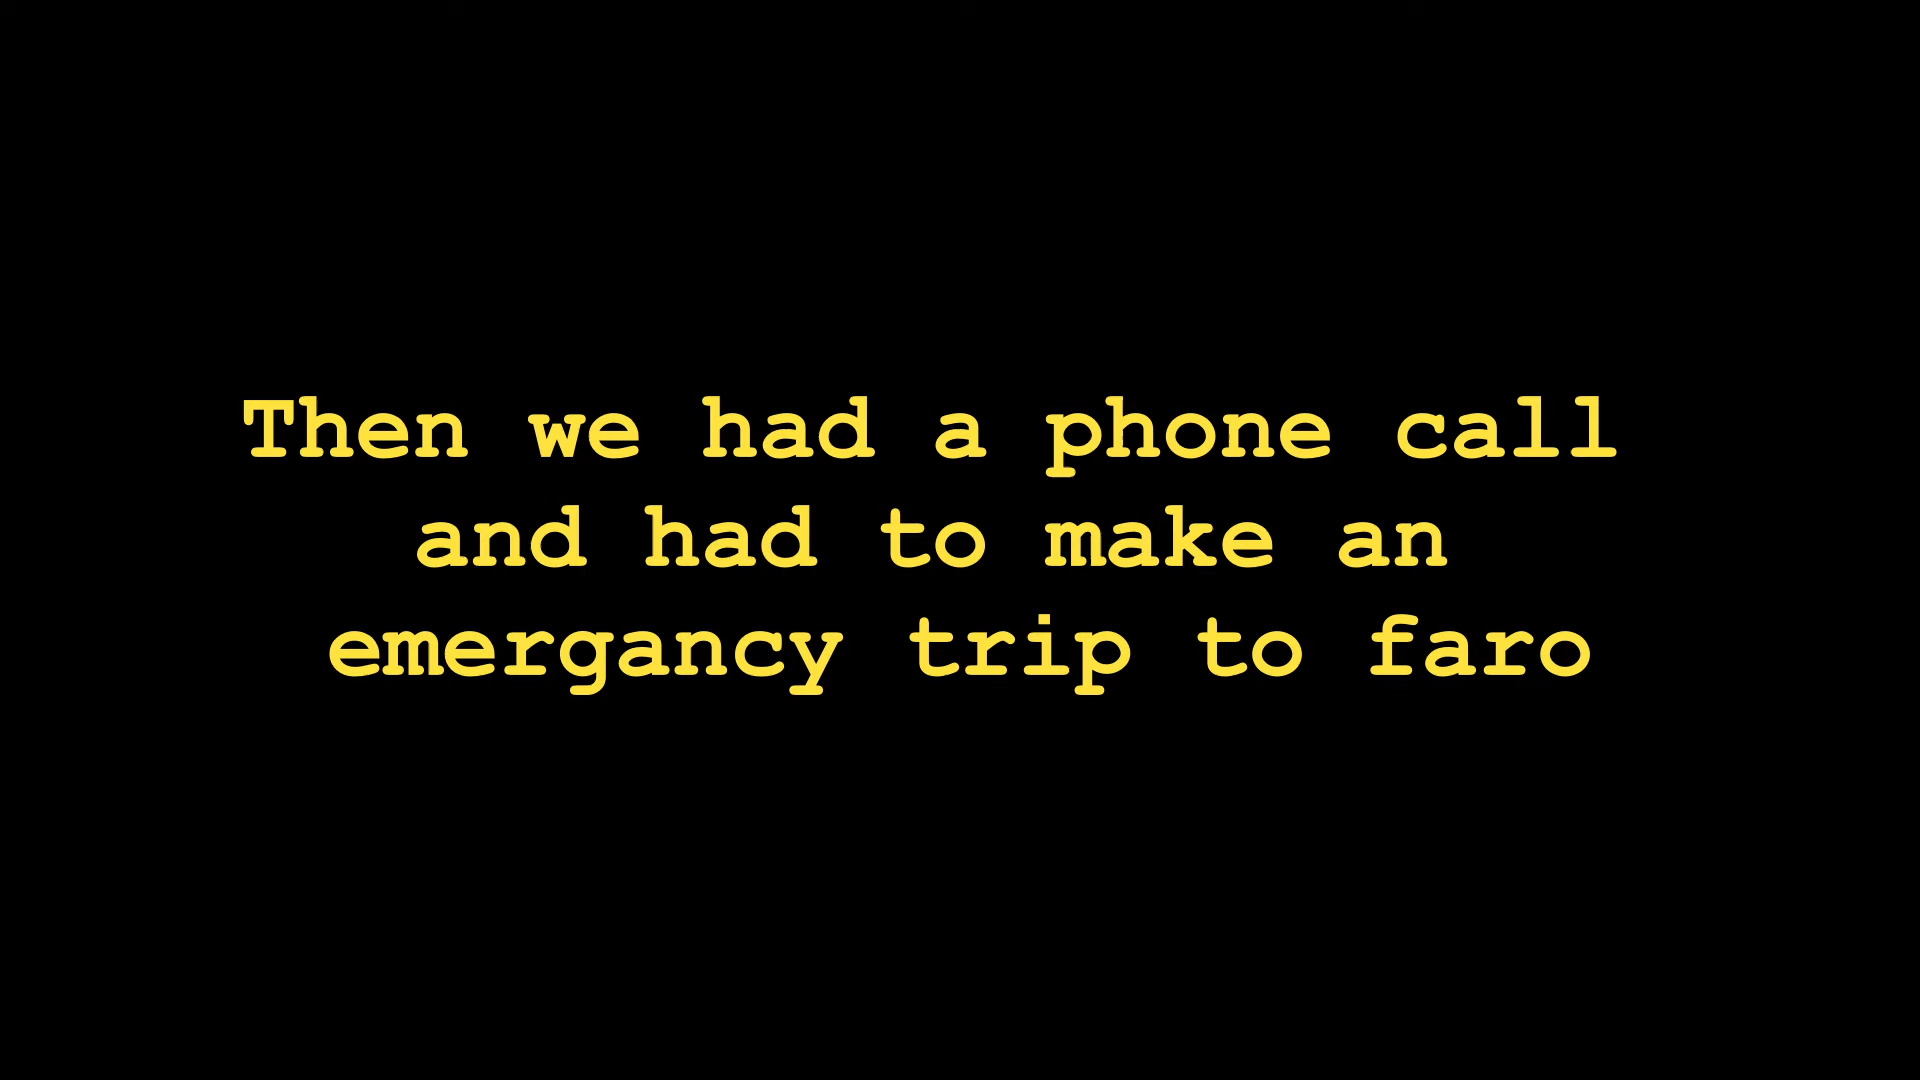 Then we had a phone call
and had to make an
emergancy trip to faro